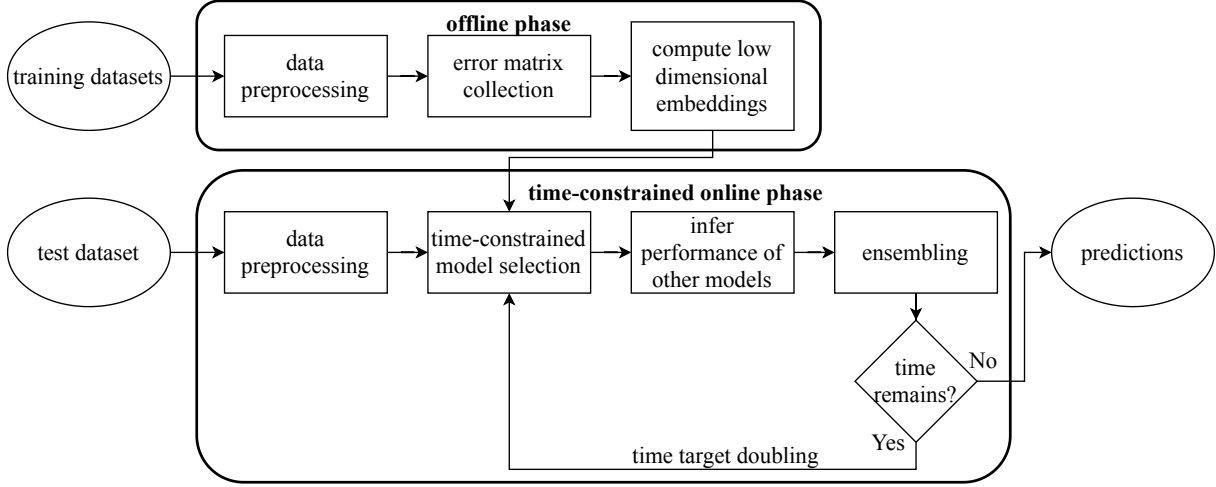 offline phase
training datasets
data
preprocessing
error matrix
collection
compute low
dimensional
embeddings
time-constrained online phase
test dataset
data
preprocessing
time-constrained
model selection
infer
performance of
other models
ensembling
predictions
time
remains?
No
Yes
time target doubling